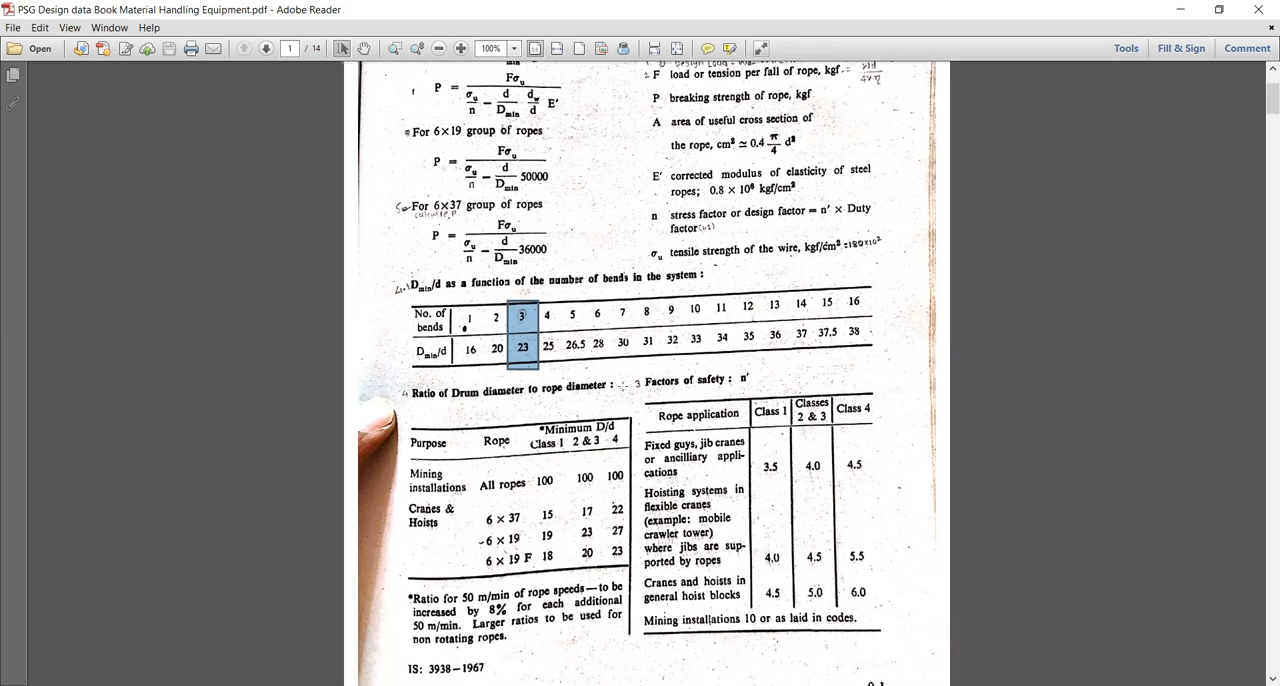 PSG Design data Book Material Handling Equipment.pdf - Adobe Reader
File Edit View Window Help
Open 1 / 14 100% Tools Fill & Sign Comment
P = Fσu / (σu/n − d/Dmin dw/d E')
For 6×19 group of ropes
P = Fσu / (σu/n − d/Dmin 50000)
For 6×37 group of ropes
calculate P
P = Fσu / (σu/n − d/Dmin 36000)
F load or tension per fall of rope, kgf.
P breaking strength of rope, kgf
A area of useful cross section of
the rope, cm² ≃ 0.4 π/4 d²
E' corrected modulus of elasticity of steel
ropes; 0.8 × 10⁶ kgf/cm²
n stress factor or design factor = n' × Duty
factor
σu tensile strength of the wire, kgf/cm² =180×10²
Dmin/d as a function of the number of bends in the system :
No. of bends 1 2 3 4 5 6 7 8 9 10 11 12 13 14 15 16
Dmin/d 16 20 23 25 26.5 28 30 31 32 33 34 35 36 37 37.5 38
Ratio of Drum diameter to rope diameter :
Purpose Rope *Minimum D/d
Class 1 2 & 3 4
Mining
installations All ropes 100 100 100
Cranes &
Hoists 6 × 37 15 17 22
6 × 19 19 23 27
6 × 19 F 18 20 23
*Ratio for 50 m/min of rope speeds—to be
increased by 8% for each additional
50 m/min. Larger ratios to be used for
non rotating ropes.
IS: 3938–1967
3 Factors of safety : n'
Rope application Class 1 Classes 2 & 3 Class 4
Fixed guys, jib cranes
or ancilliary appli-
cations 3.5 4.0 4.5
Hoisting systems in
flexible cranes
(example: mobile
crawler tower)
where jibs are sup-
ported by ropes 4.0 4.5 5.5
Cranes and hoists in
general hoist blocks 4.5 5.0 6.0
Mining installations 10 or as laid in codes.